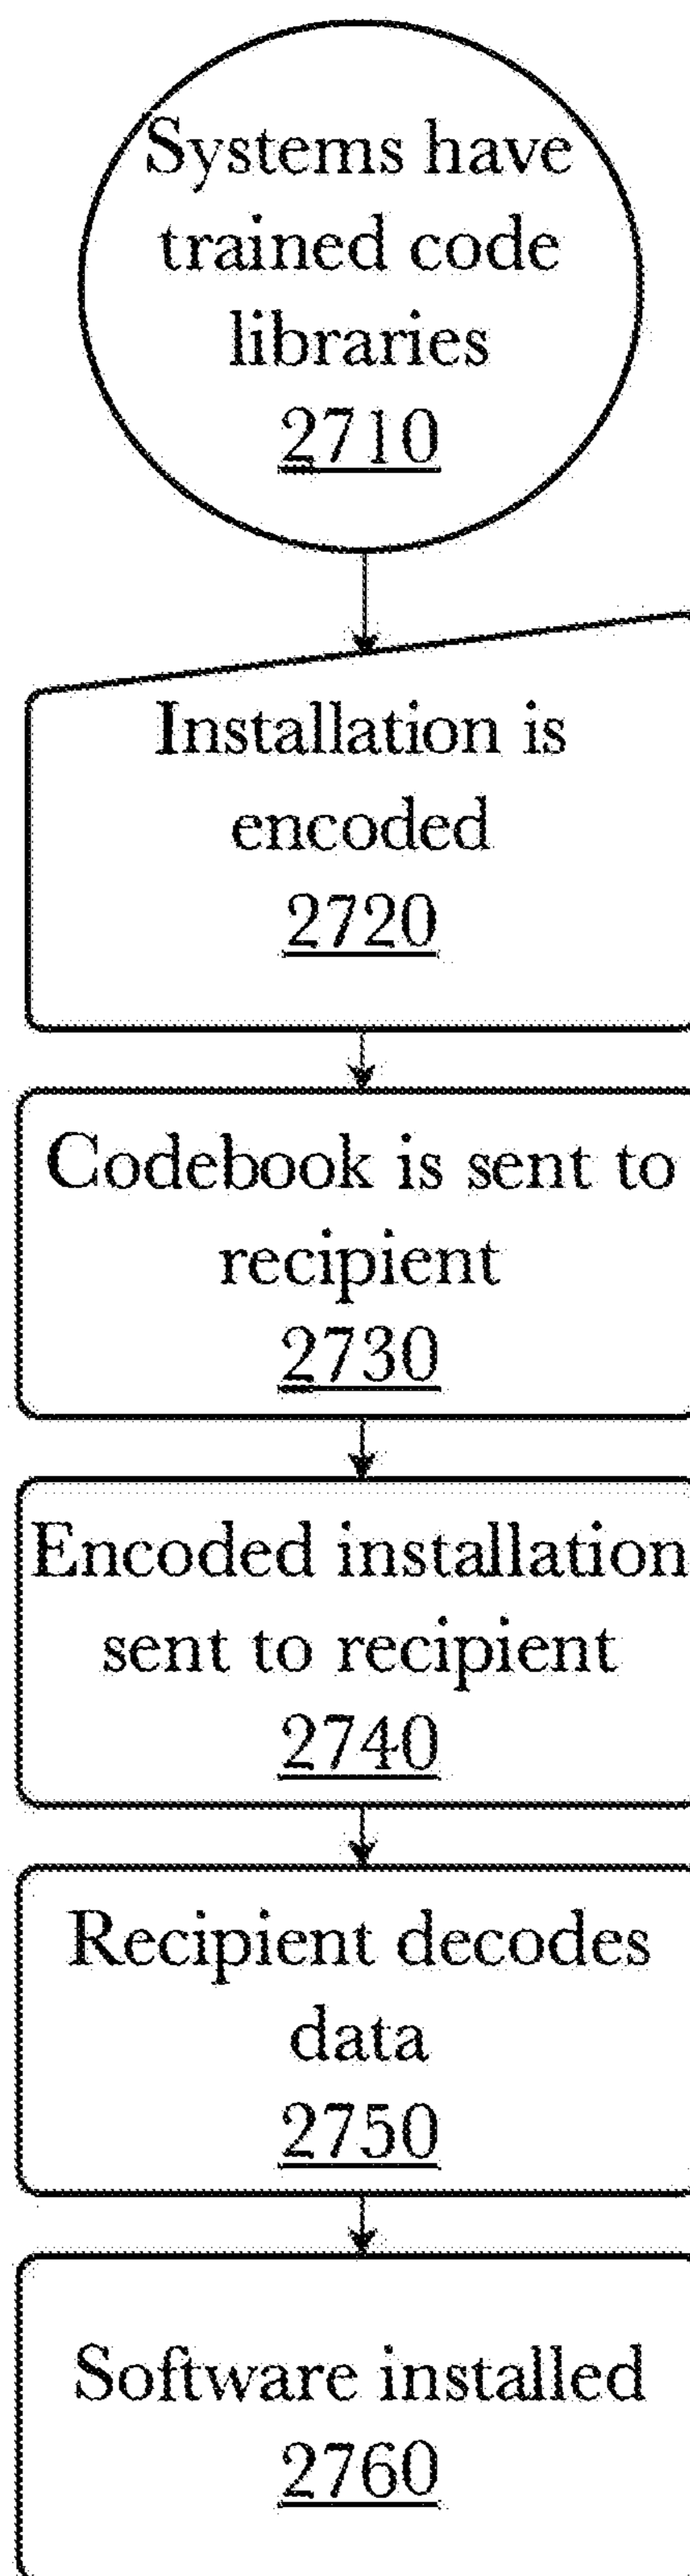 Systems have
trained code
libraries
2710
Installation is
encoded
2720
Codebook is sent to
recipient
2730
Encoded installation
sent to recipient
2740
Recipient decodes
data
2750
Software installed
2760